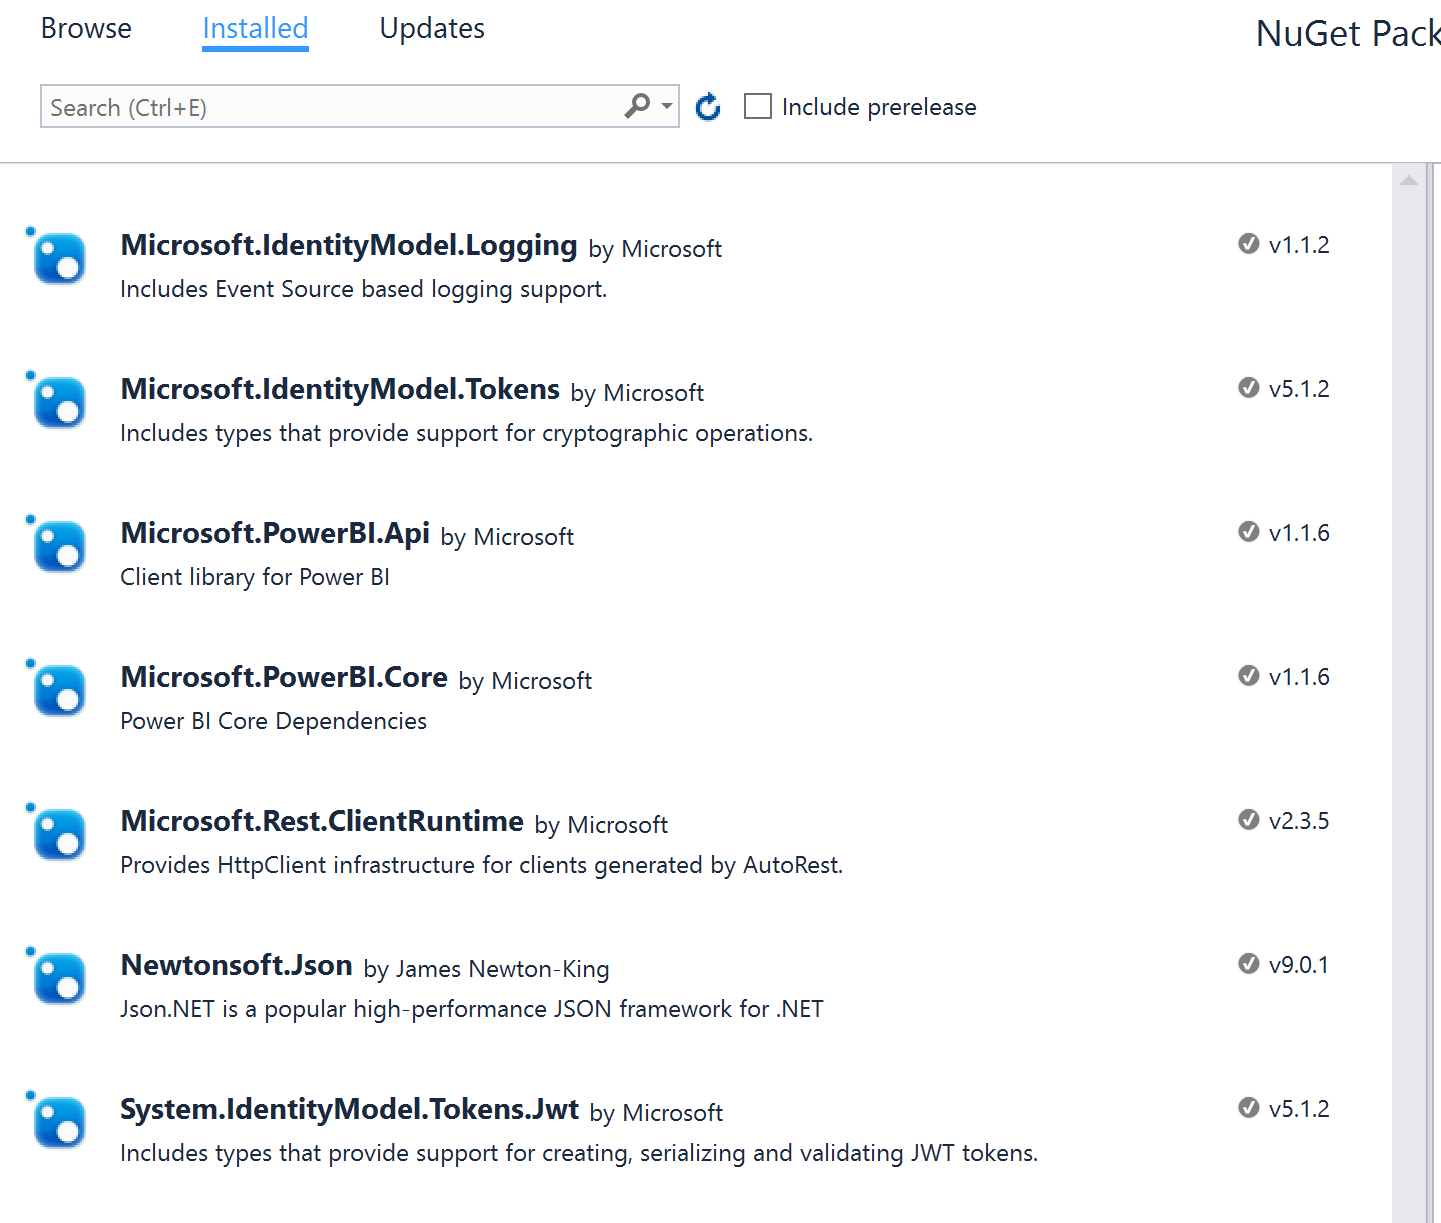 Browse Installed Updates NuGet Pack
Search (Ctrl+E) Include prerelease
Microsoft.IdentityModel.Logging by Microsoft v1.1.2
Includes Event Source based logging support.
Microsoft.IdentityModel.Tokens by Microsoft v5.1.2
Includes types that provide support for cryptographic operations.
Microsoft.PowerBI.Api by Microsoft v1.1.6
Client library for Power BI
Microsoft.PowerBI.Core by Microsoft v1.1.6
Power BI Core Dependencies
Microsoft.Rest.ClientRuntime by Microsoft v2.3.5
Provides HttpClient infrastructure for clients generated by AutoRest.
Newtonsoft.Json by James Newton-King v9.0.1
Json.NET is a popular high-performance JSON framework for .NET
System.IdentityModel.Tokens.Jwt by Microsoft v5.1.2
Includes types that provide support for creating, serializing and validating JWT tokens.